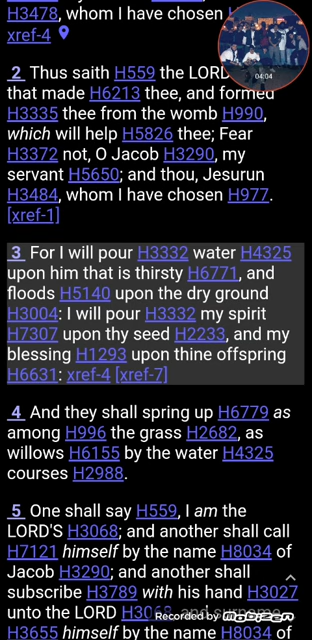 H3478, whom I have chosen
xref-4
2 Thus saith H559 the LORD
that made H6213 thee, and formed
H3335 thee from the womb H990,
which will help H5826 thee; Fear
H3372 not, O Jacob H3290, my
servant H5650; and thou, Jesurun
H3484, whom I have chosen H977.
[xref-1]
04:04
3 For I will pour H3332 water H4325
upon him that is thirsty H6771, and
floods H5140 upon the dry ground
H3004: I will pour H3332 my spirit
H7307 upon thy seed H2233, and my
blessing H1293 upon thine offspring
H6631: xref-4 [xref-7]
4 And they shall spring up H6779 as
among H996 the grass H2682, as
willows H6155 by the water H4325
courses H2988.
5 One shall say H559, I am the
LORD'S H3068; and another shall call
H7121 himself by the name H8034 of
Jacob H3290; and another shall
subscribe H3789 with his hand H3027
unto the LORD H3068, and surname
Recorded by
H3655 himself by the name H8034 of